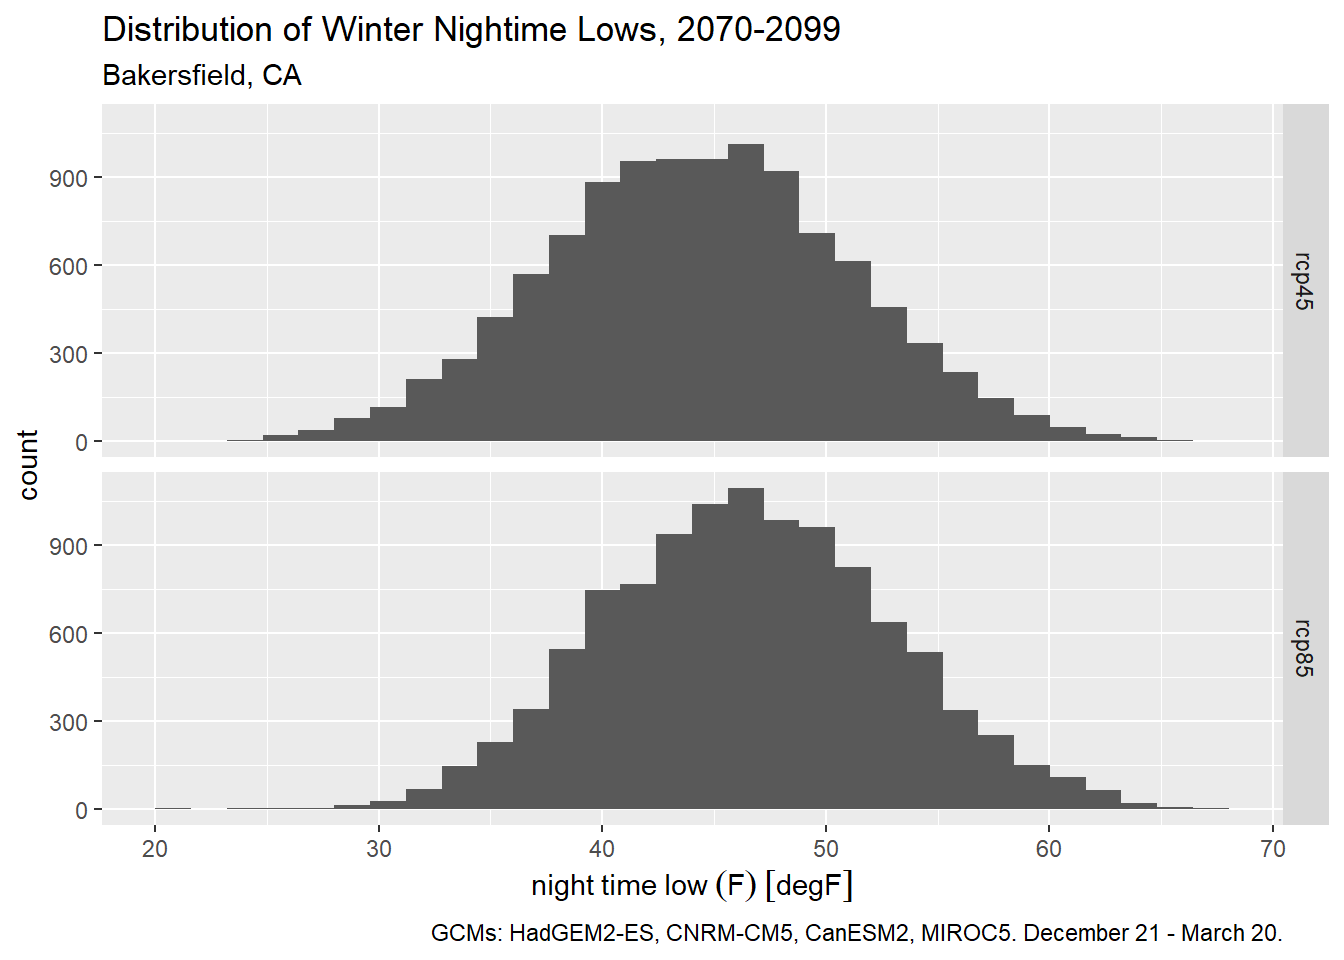 Distribution of Winter Nightime Lows, 2070-2099
Bakersfield, CA
900
600
300
0
rcp45
count
900
600
300
0
rcp85
20 30 40 50 60 70
night time low (F) [degF]
GCMs: HadGEM2-ES, CNRM-CM5, CanESM2, MIROC5. December 21 - March 20.